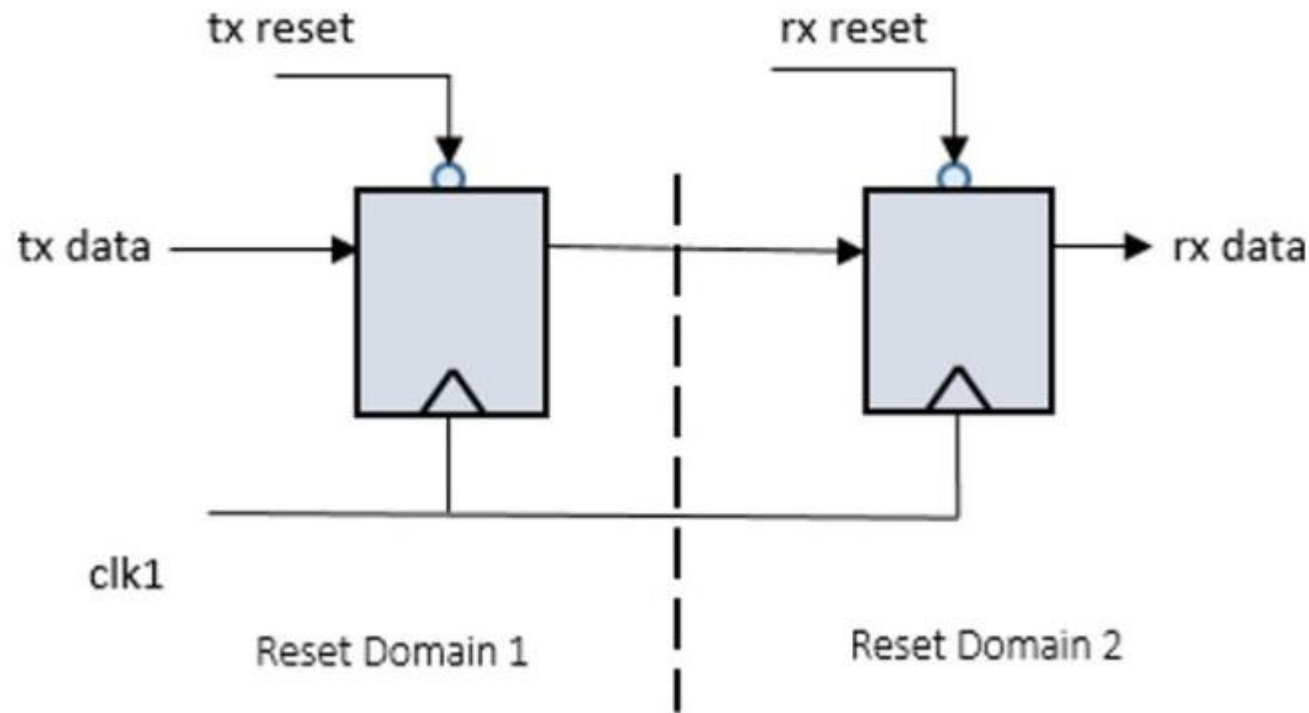 tx reset
rx reset
tx data
rx data
clk1
Reset Domain 1
Reset Domain 2